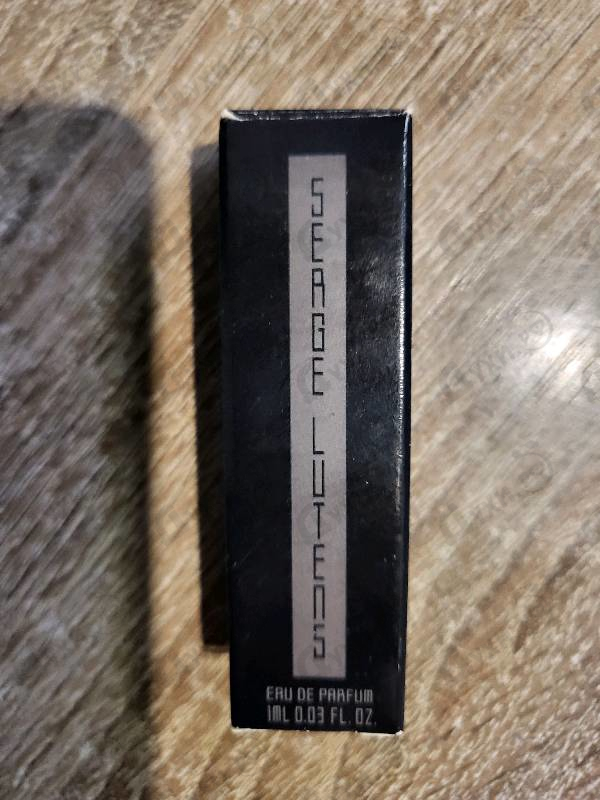 SERGE LUTENS
EAU DE PARFUM
1ML 0.03 FL. OZ.